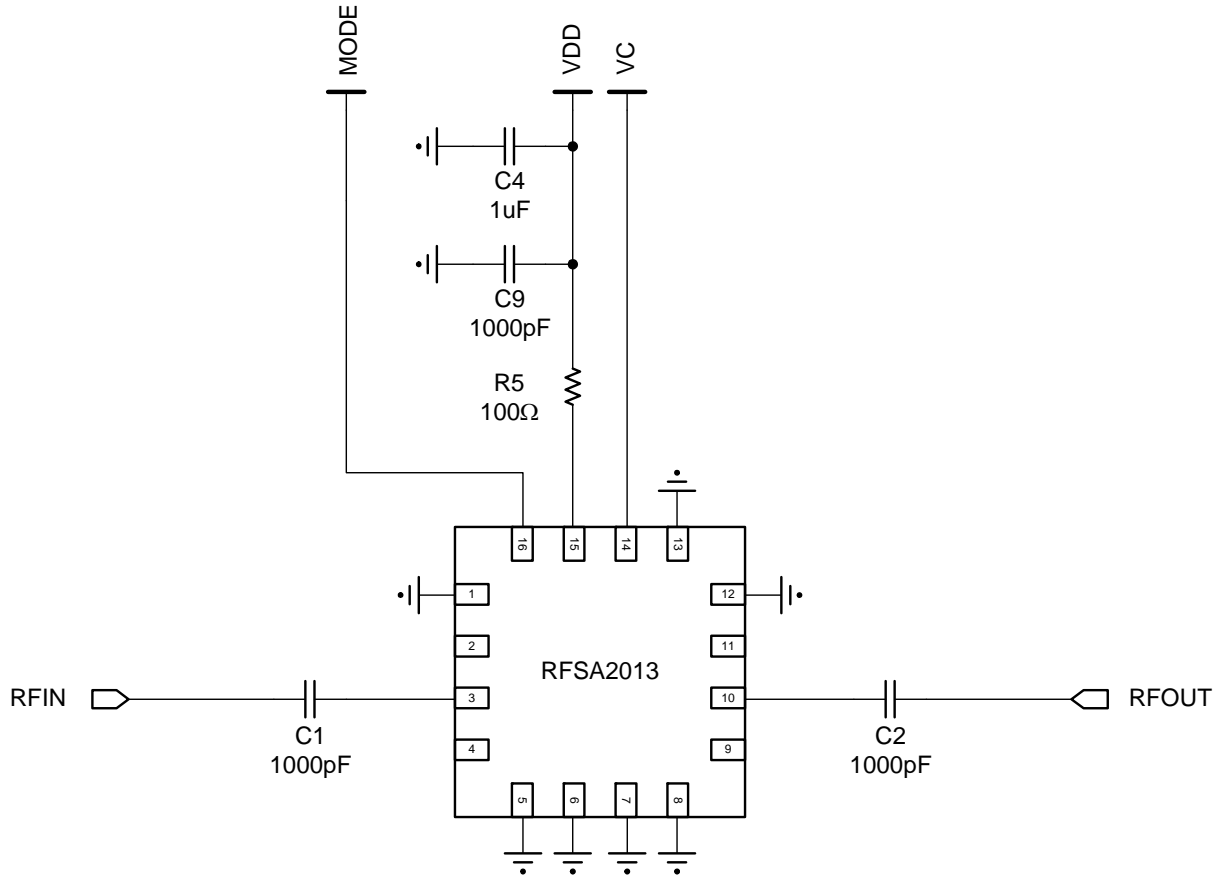 MODE
VDD
VC
C4
1uF
C9
1000pF
R5
100Ω
16
15
14
13
1
12
2
11
RFSA2013
RFIN
3
10
RFOUT
C1
1000pF
C2
1000pF
4
9
5
6
7
8